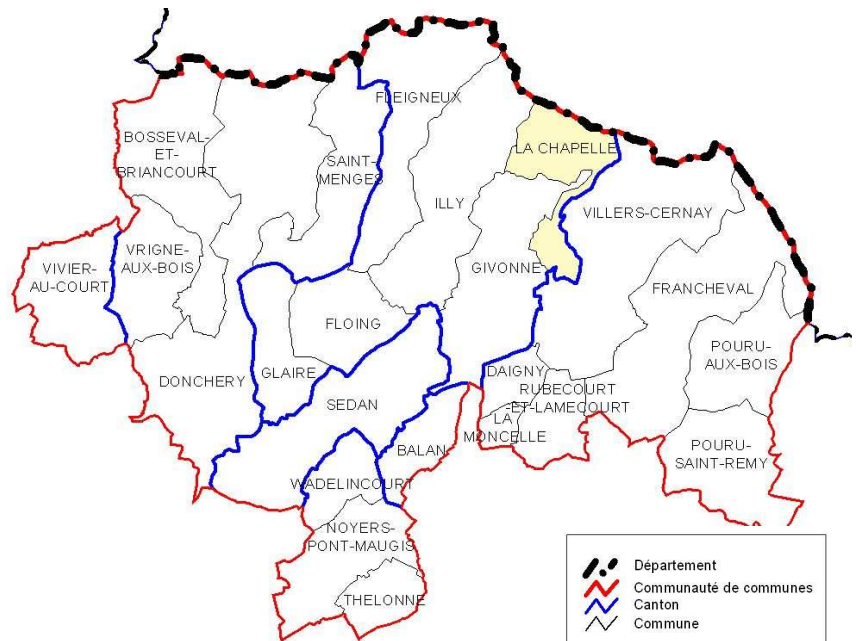 FLEIGNEUX
BOSSEVAL-
ET-
BRIANCOURT
SAINT-
MENGES
LA CHAPELLE
ILLY
VILLERS-CERNAY
VIVIER-
AU-COURT
VRIGNE-
AUX-BOIS
GIVONNE
FRANCHEVAL
FLOING
POURU-
AUX-BOIS
DONCHERY
GLAIRE
DAIGNY
SEDAN
RUBECOURT
-ET-LAMECOURT
LA
MONCELLE
BALAN
POURU-
SAINT-REMY
WADELINCOURT
NOYERS-
PONT-MAUGIS
THELONNE
Département
Communauté de communes
Canton
Commune